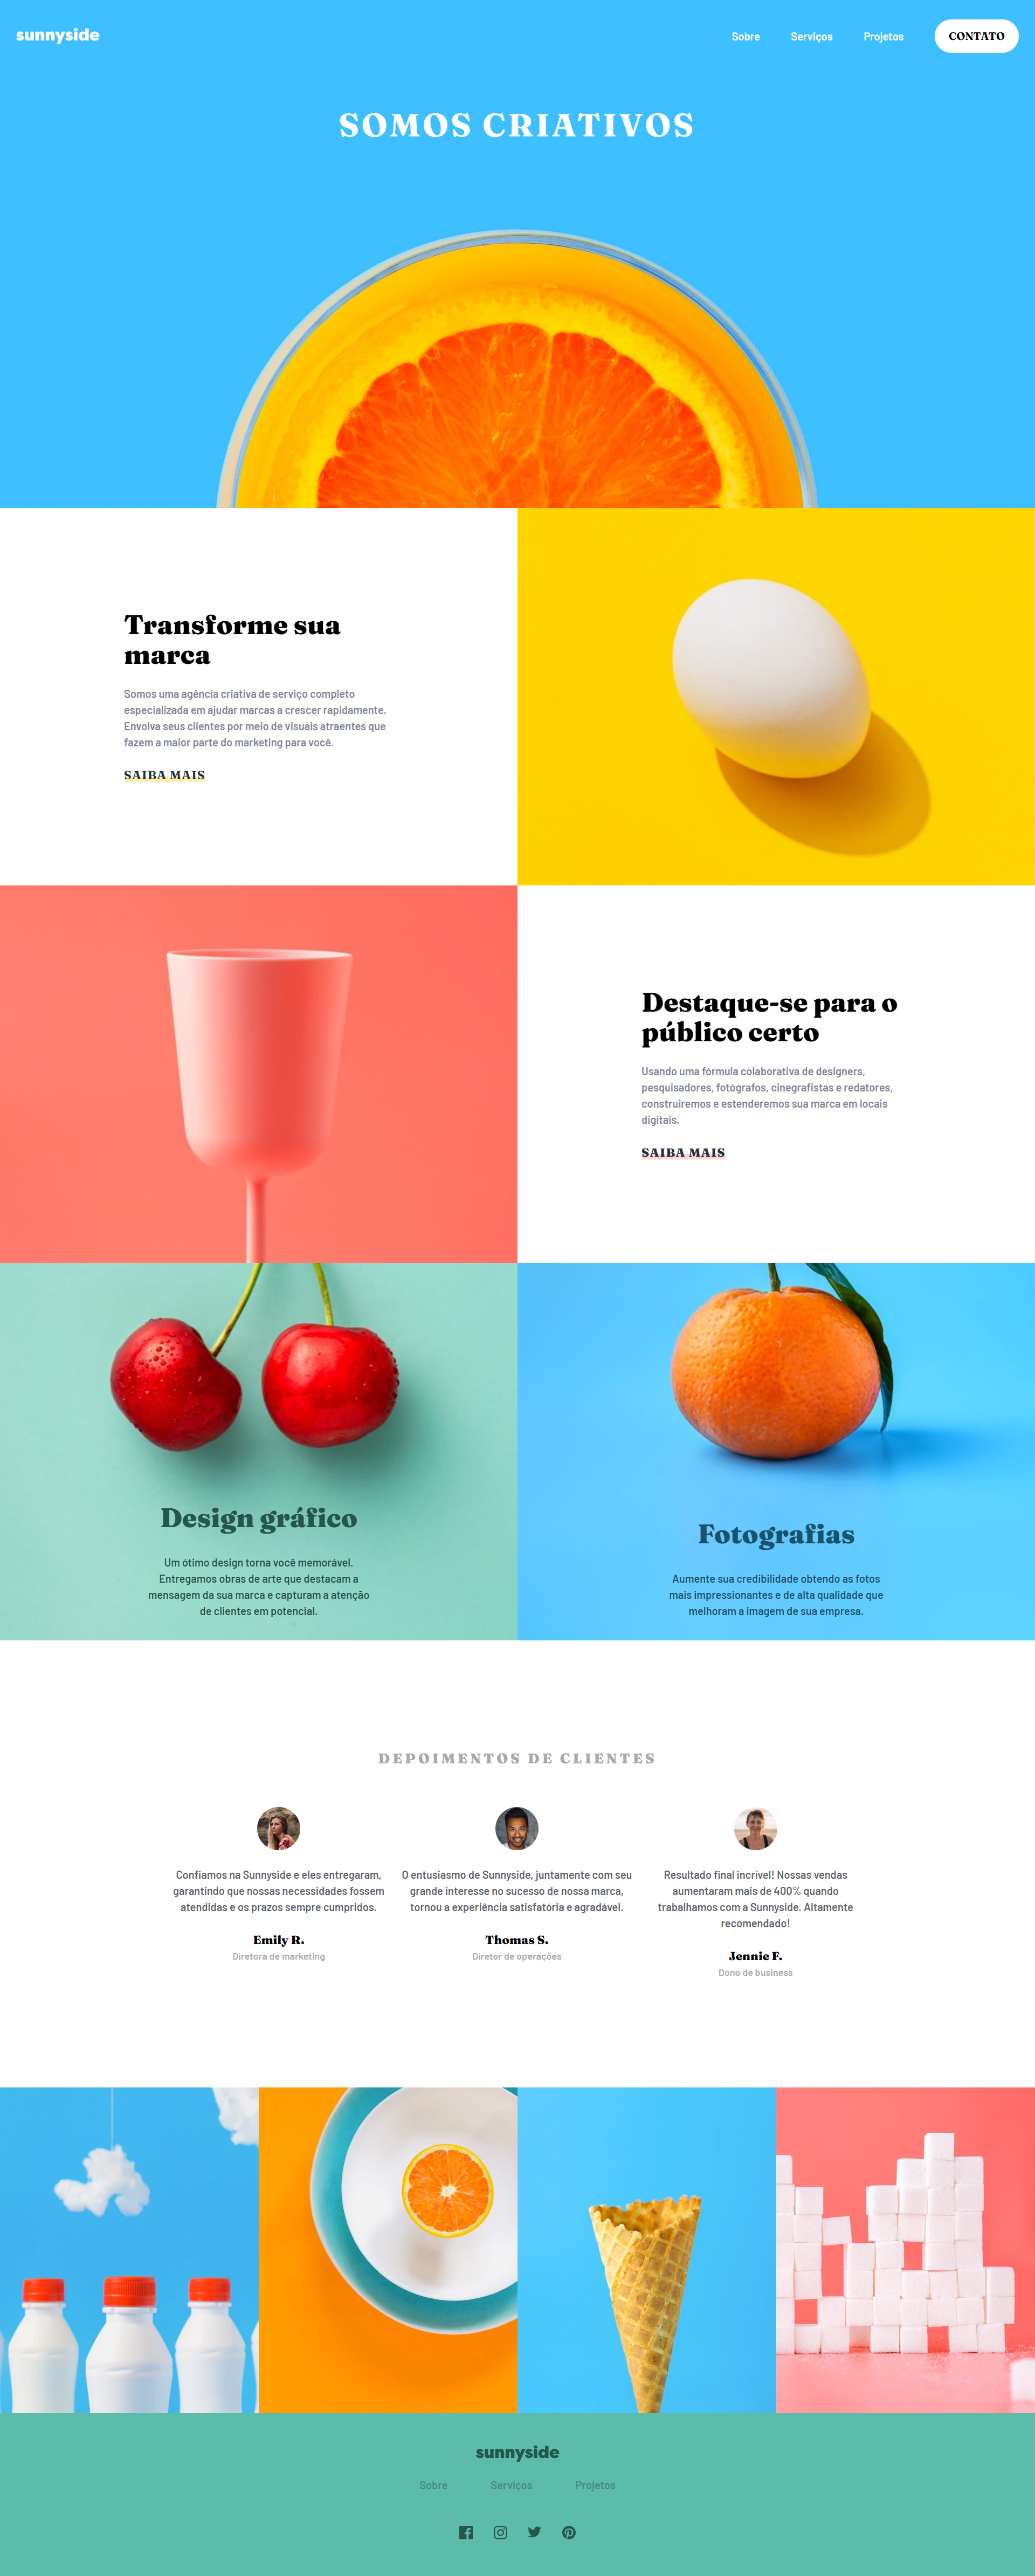 sunnyside
Sobre
Serviços
Projetos
CONTATO
SOMOS CRIATIVOS
Transforme sua
marca
Somos uma agência criativa de serviço completo
especializada em ajudar marcas a crescer rapidamente.
Envolva seus clientes por meio de visuais atraentes que
fazem a maior parte do marketing para você.
SAIBA MAIS
Destaque-se para o
público certo
Usando uma fórmula colaborativa de designers,
pesquisadores, fotógrafos, cinegrafistas e redatores,
construiremos e estenderemos sua marca em locais
digitais.
SAIBA MAIS
Design gráfico
Um ótimo design torna você memorável.
Entregamos obras de arte que destacam a
mensagem da sua marca e capturam a atenção
de clientes em potencial.
Fotografias
Aumente sua credibilidade obtendo as fotos
mais impressionantes e de alta qualidade que
melhoram a imagem de sua empresa.
DEPOIMENTOS DE CLIENTES
Confiamos na Sunnyside e eles entregaram,
garantindo que nossas necessidades fossem
atendidas e os prazos sempre cumpridos.
Emily R.
Diretora de marketing
O entusiasmo de Sunnyside, juntamente com seu
grande interesse no sucesso de nossa marca,
tornou a experiência satisfatória e agradável.
Thomas S.
Diretor de operações
Resultado final incrível! Nossas vendas
aumentaram mais de 400% quando
trabalhamos com a Sunnyside. Altamente
recomendado!
Jennie F.
Dono de business
sunnyside
Sobre
Serviços
Projetos